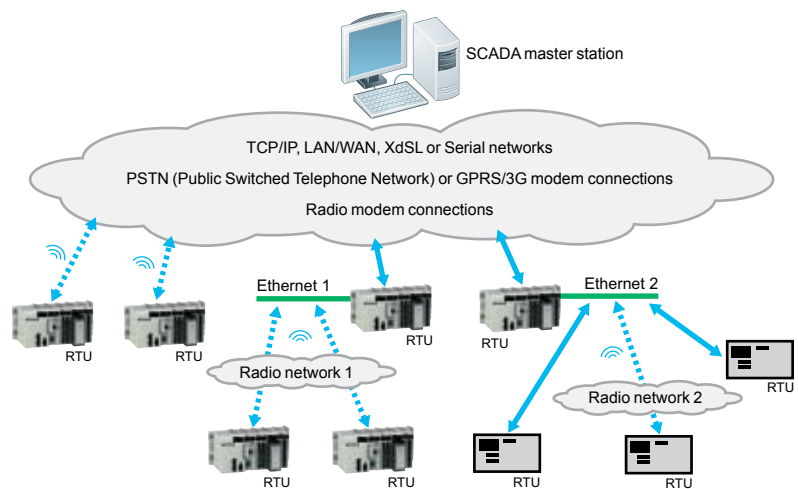 SCADA master station
TCP/IP, LAN/WAN, XdSL or Serial networks
PSTN (Public Switched Telephone Network) or GPRS/3G modem connections
Radio modem connections
Ethernet 1
Ethernet 2
RTU
RTU
RTU
RTU
Radio network 1
RTU
Radio network 2
RTU
RTU
RTU
RTU